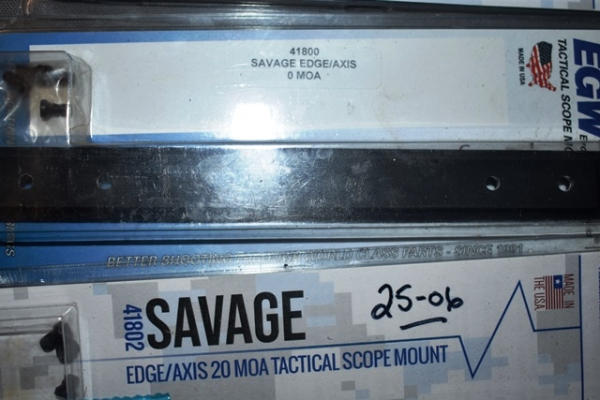 41800
SAVAGE EDGE/AXIS
0 MOA
MADE IN USA
EGW
TACTICAL SCOPE
BETTER SHOOTING
WORLD CLASS PARTS - SINCE 1991
41802
SAVAGE
25-06
MADE IN
THE USA
EDGE/AXIS 20 MOA TACTICAL SCOPE MOUNT